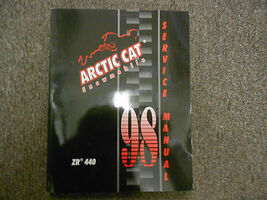 ARCTIC CAT®
Snowmobile
SERVICE MANUAL
98
ZR® 440